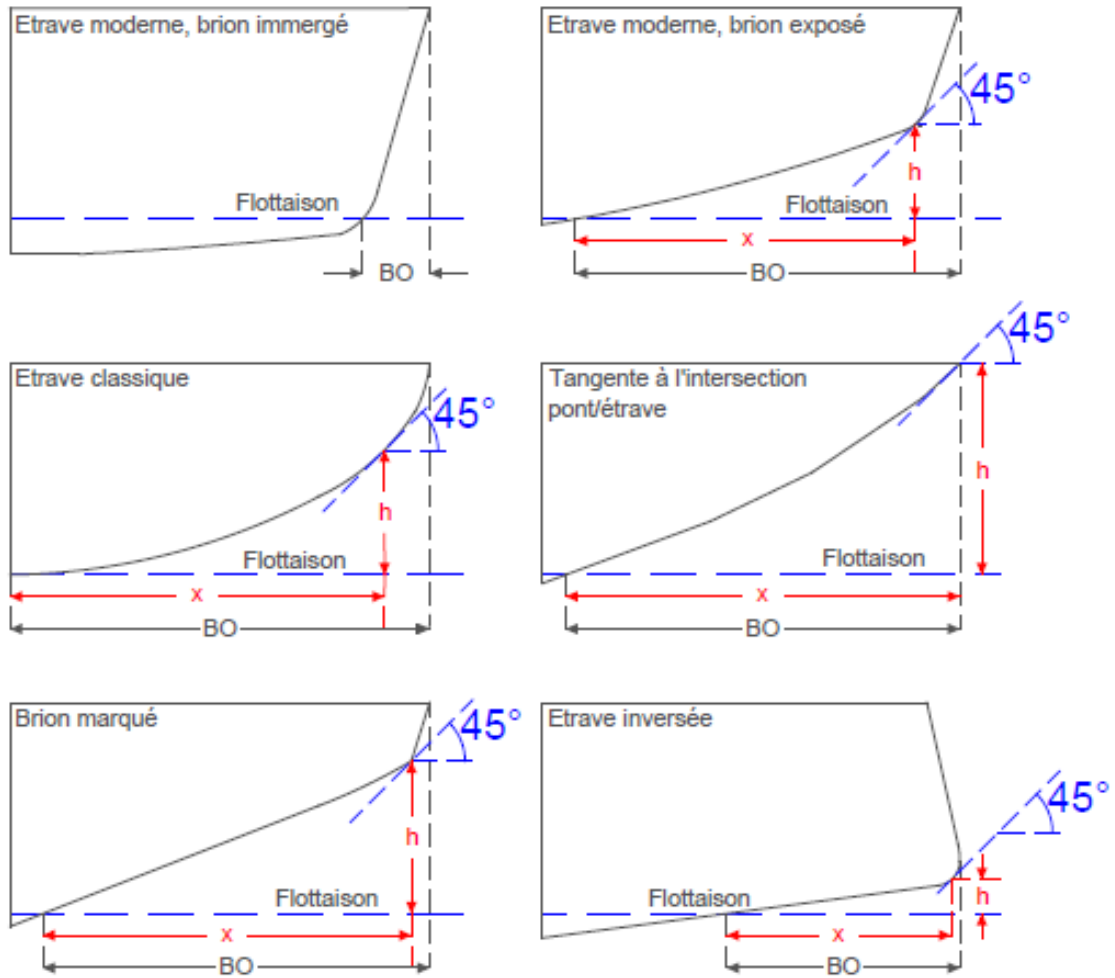 Etrave moderne, brion immergé
Flottaison
BO
Etrave moderne, brion exposé
45°
h
Flottaison
x
BO
Etrave classique
45°
h
Flottaison
x
BO
Tangente à l'intersection
pont/étrave
45°
h
Flottaison
x
BO
Brion marqué
45°
h
Flottaison
x
BO
Etrave inversée
45°
Flottaison
h
x
BO